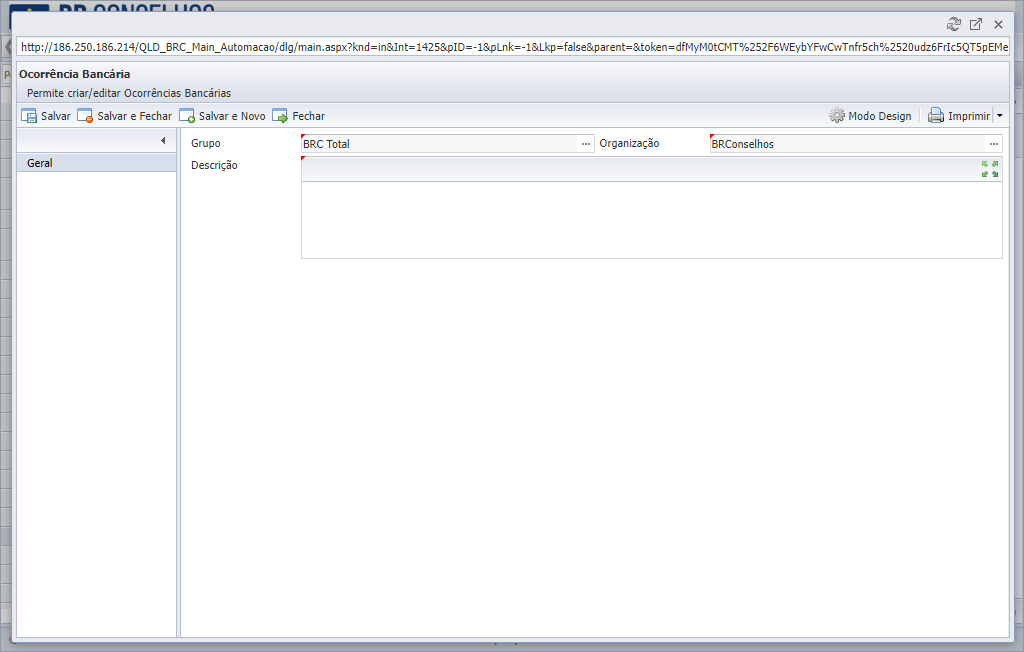 http://186.250.186.214/QLD_BRC_Main_Automacao/dlg/main.aspx?knd=in&Int=1425&pID=-1&pLnk=-1&Lkp=false&parent=&token=dfMyM0tCMT%252F6WEybYFwCwTnfr5ch%2520udz6FrIc5QT5pEMe
Ocorrência Bancária
Permite criar/editar Ocorrências Bancárias
Salvar Salvar e Fechar Salvar e Novo Fechar Modo Design Imprimir
Geral
Grupo BRC Total ... Organização BRConselhos ...
Descrição